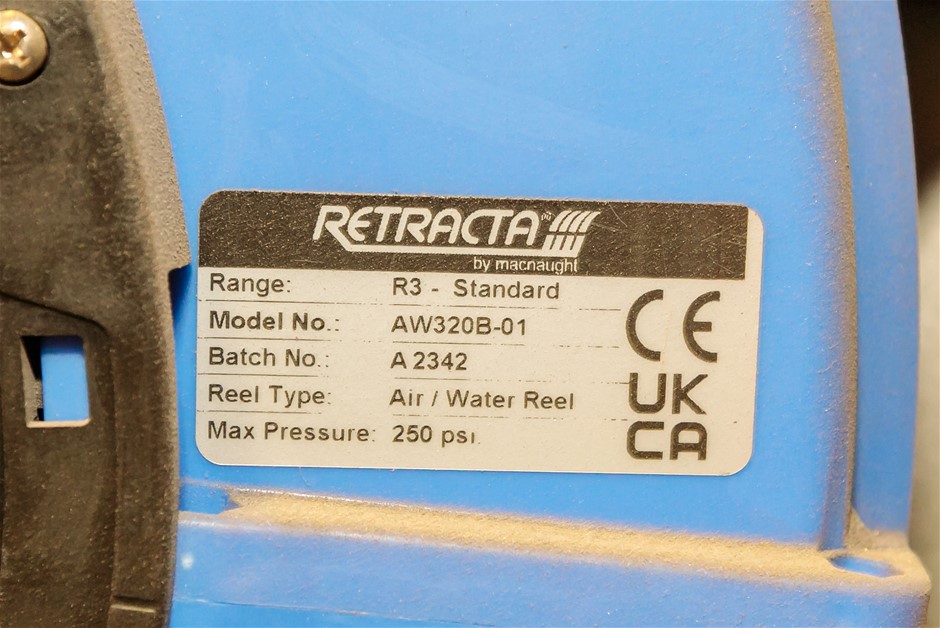 RETRACTA
by macnaught
Range: R3 - Standard
Model No.: AW320B-01
Batch No.: A 2342
Reel Type: Air / Water Reel
Max Pressure: 250 psi
CE
UK
CA